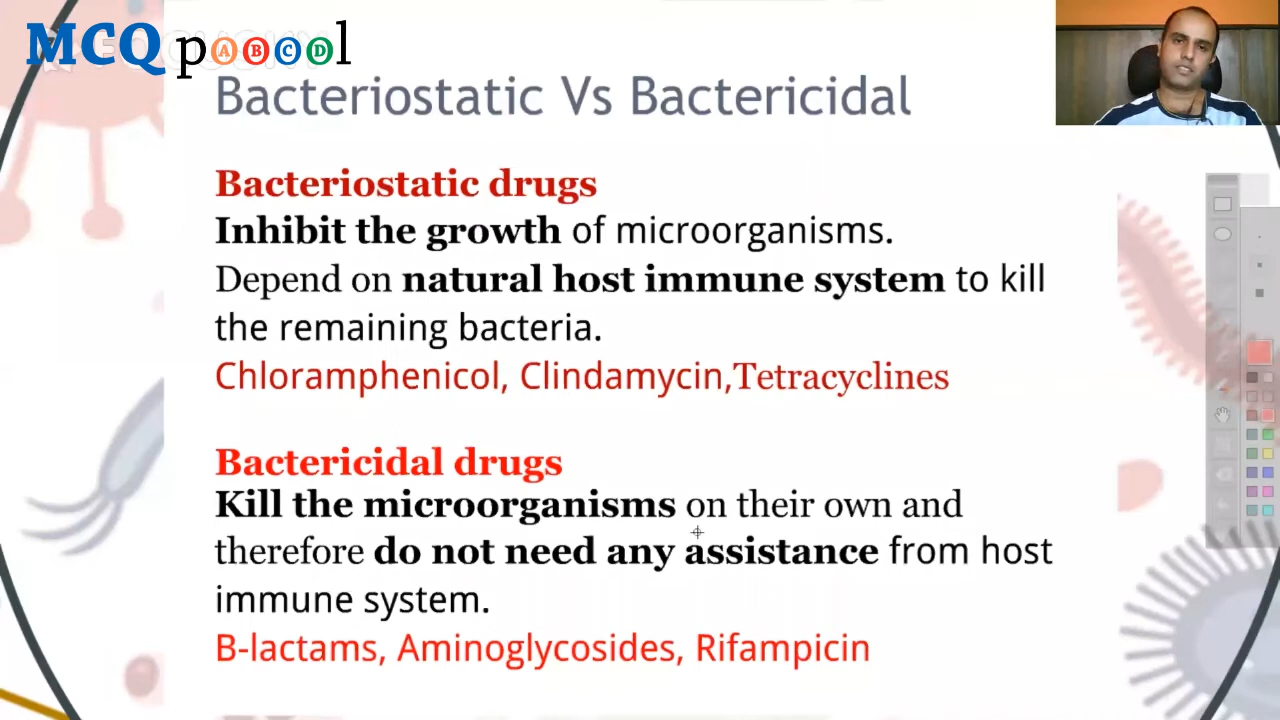 MCQ pABCDl
Bacteriostatic Vs Bactericidal
Bacteriostatic drugs
Inhibit the growth of microorganisms.
Depend on natural host immune system to kill
the remaining bacteria.
Chloramphenicol, Clindamycin,Tetracyclines
Bactericidal drugs
Kill the microorganisms on their own and
therefore do not need any assistance from host
immune system.
B-lactams, Aminoglycosides, Rifampicin